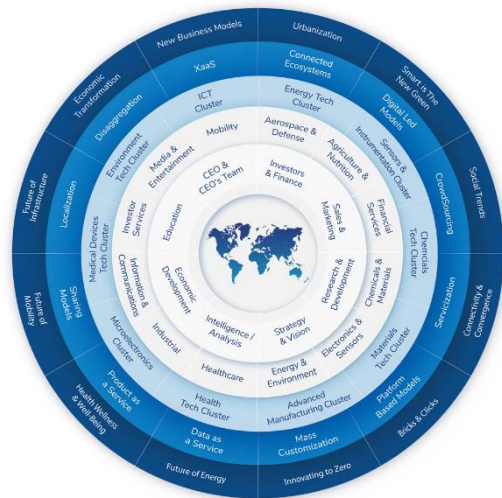 New Business Models
Urbanization
Smart is The
New Green
Social Trends
Connectivity &
Convergence
Bricks & Clicks
Innovating to Zero
Future of Energy
Health Wellness
& Well-Being
Future of
Mobility
Future of
Infrastructure
Economic
Transformation
XaaS
Connected
Ecosystems
Digital Led
Models
CrowdSourcing
Servicization
Platform
Based Models
Mass
Customization
Data as
a Service
Product as
a Service
Sharing
Models
Localization
Disaggregation
ICT
Cluster
Energy Tech
Cluster
Sensors &
Instrumentation Cluster
Chemcials
Tech Cluster
Materials
Tech Cluster
Advanced
Manufacturing Cluster
Health
Tech Cluster
Microelectronics
Cluster
Medical Devices
Tech Cluster
Environment
Tech Cluster
Mobility
Aerospace &
Defense
Agriculture &
Nutrition
Financial
Services
Chemicals &
Materials
Electronics &
Sensors
Energy &
Environment
Healthcare
Industrial
Information &
Communications
Investor
Services
Media &
Entertainment
CEO &
CEO's Team
Investors
& Finance
Sales &
Marketing
Research &
Development
Strategy
& Vision
Intelligence /
Analysis
Economic
Development
Education